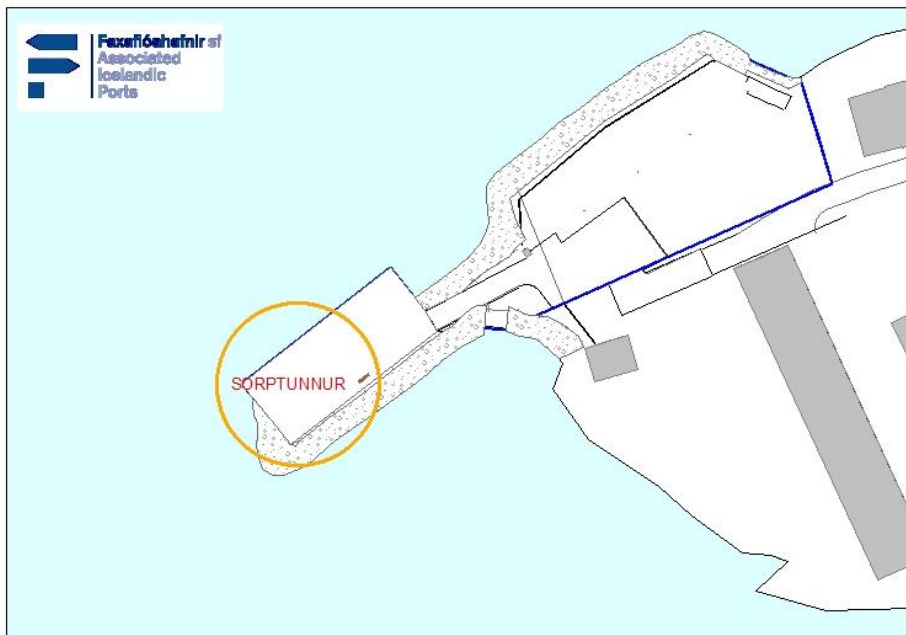 Faxaflóahafnir sf
Associated
Icelandic
Ports
SORPTUNNUR